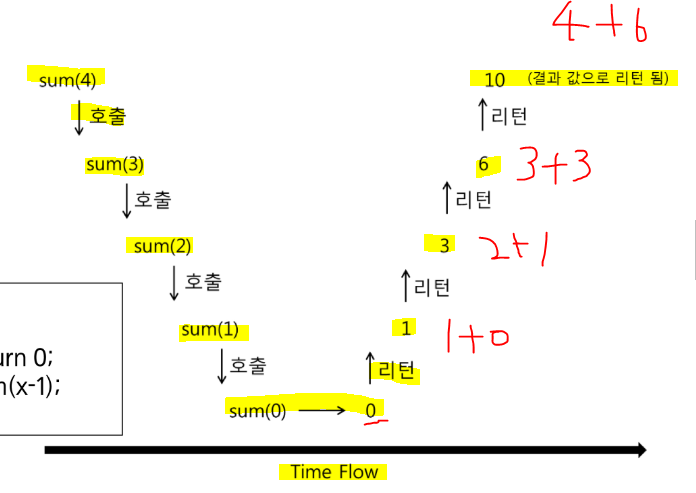 4+6
sum(4)
10 (결과 값으로 리턴 됨)
호출
리턴
sum(3)
6
3+3
호출
리턴
sum(2)
3
2+1
호출
리턴
sum(1)
1
1+0
urn 0;
n(x-1);
호출
리턴
sum(0)
0
Time Flow